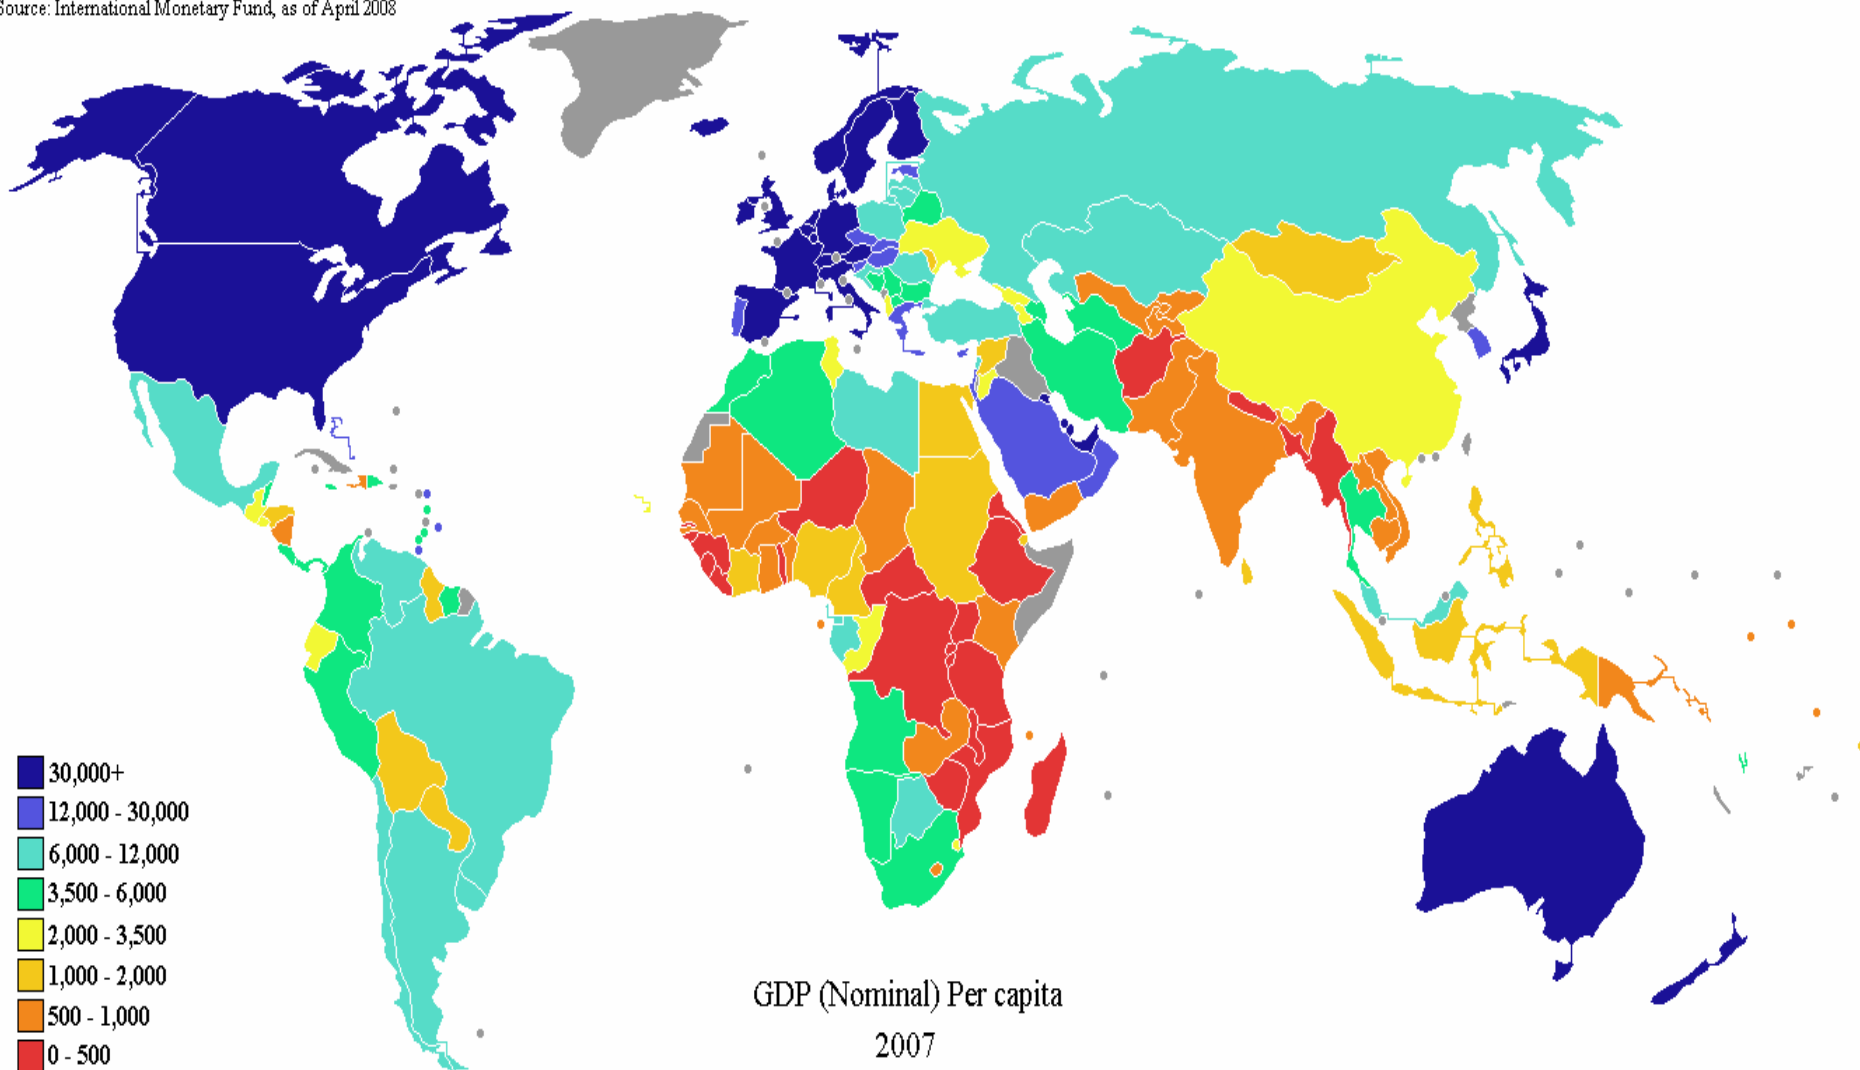 Source: International Monetary Fund, as of April 2008
30,000+
12,000 - 30,000
6,000 - 12,000
3,500 - 6,000
2,000 - 3,500
1,000 - 2,000
500 - 1,000
0 - 500
GDP (Nominal) Per capita
2007